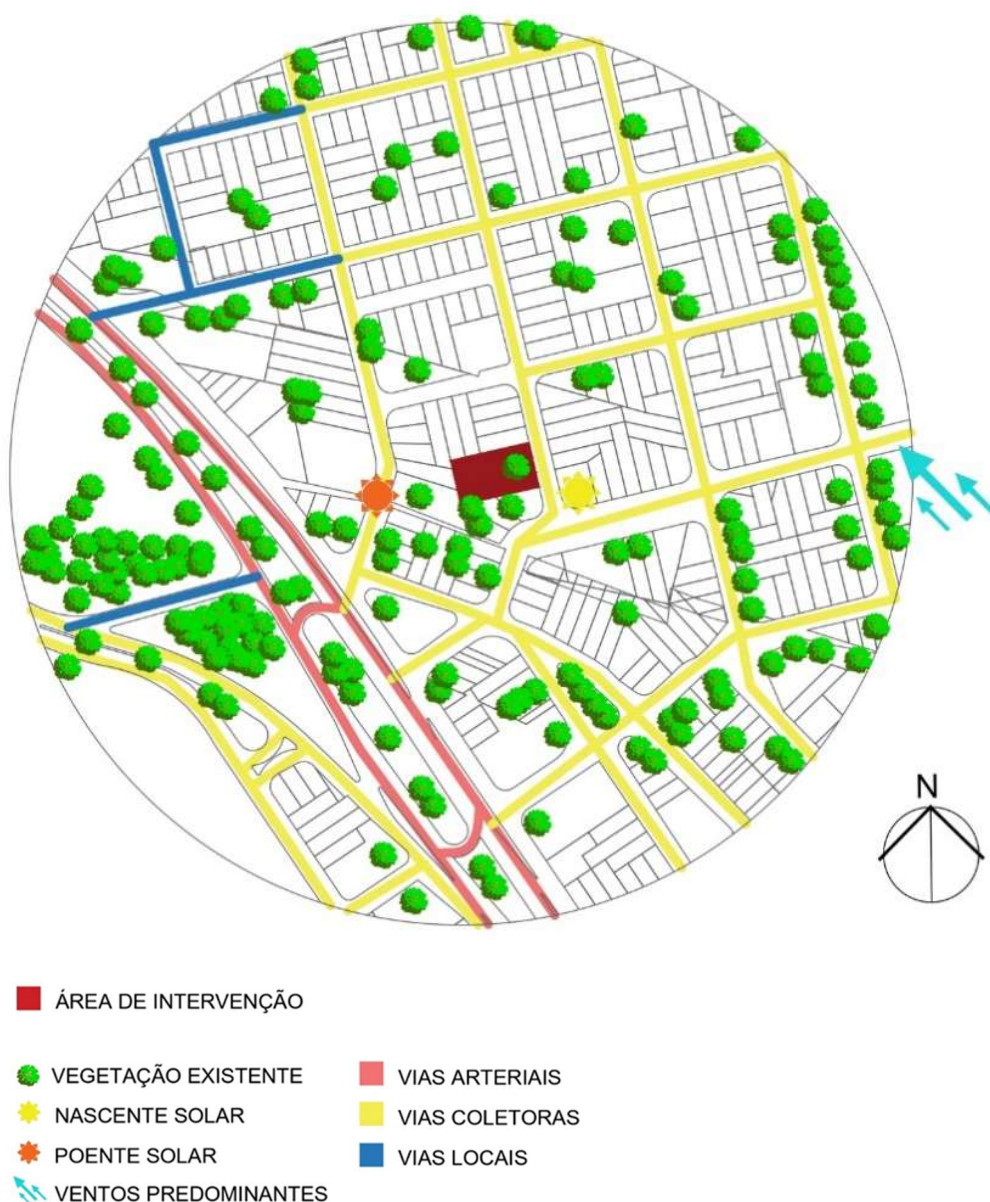 N
ÁREA DE INTERVENÇÃO
VEGETAÇÃO EXISTENTE
NASCENTE SOLAR
POENTE SOLAR
VENTOS PREDOMINANTES
VIAS ARTERIAIS
VIAS COLETORAS
VIAS LOCAIS